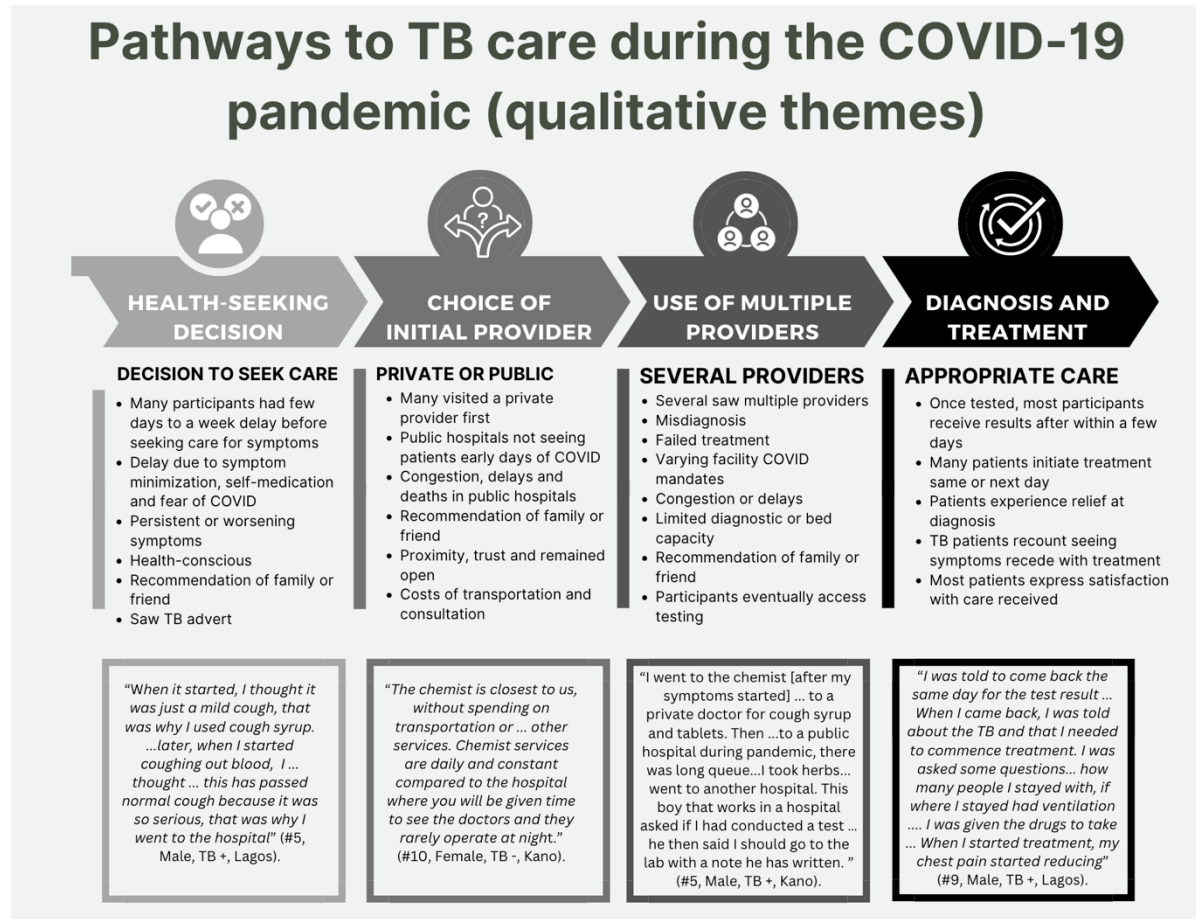 Pathways to TB care during the COVID-19
pandemic (qualitative themes)
?
HEALTH-SEEKING
DECISION
CHOICE OF
INITIAL PROVIDER
USE OF MULTIPLE
PROVIDERS
DIAGNOSIS AND
TREATMENT
DECISION TO SEEK CARE
• Many participants had few
days to a week delay before
seeking care for symptoms
• Delay due to symptom
minimization, self-medication
and fear of COVID
• Persistent or worsening
symptoms
• Health-conscious
• Recommendation of family or
friend
• Saw TB advert
PRIVATE OR PUBLIC
• Many visited a private
provider first
• Public hospitals not seeing
patients early days of COVID
• Congestion, delays and
deaths in public hospitals
• Recommendation of family or
friend
• Proximity, trust and remained
open
• Costs of transportation and
consultation
SEVERAL PROVIDERS
• Several saw multiple providers
• Misdiagnosis
• Failed treatment
• Varying facility COVID
mandates
• Congestion or delays
• Limited diagnostic or bed
capacity
• Recommendation of family or
friend
• Participants eventually access
testing
APPROPRIATE CARE
• Once tested, most participants
receive results after within a few
days
• Many patients initiate treatment
same or next day
• Patients experience relief at
diagnosis
• TB patients recount seeing
symptoms recede with treatment
• Most patients express satisfaction
with care received
“When it started, I thought it
was just a mild cough, that
was why I used cough syrup.
...later, when I started
coughing out blood, I ...
thought ... this has passed
normal cough because it was
so serious, that was why I
went to the hospital” (#5,
Male, TB +, Lagos).
“The chemist is closest to us,
without spending on
transportation or ... other
services. Chemist services
are daily and constant
compared to the hospital
where you will be given time
to see the doctors and they
rarely operate at night.”
(#10, Female, TB -, Kano).
“I went to the chemist [after my
symptoms started] ... to a
private doctor for cough syrup
and tablets. Then ...to a public
hospital during pandemic, there
was long queue...I took herbs...
went to another hospital. This
boy that works in a hospital
asked if I had conducted a test ...
he then said I should go to the
lab with a note he has written. ”
(#5, Male, TB +, Kano).
“I was told to come back the
same day for the test result ...
When I came back, I was told
about the TB and that I needed
to commence treatment. I was
asked some questions... how
many people I stayed with, if
where I stayed had ventilation
.... I was given the drugs to take
... When I started treatment, my
chest pain started reducing”
(#9, Male, TB +, Lagos).